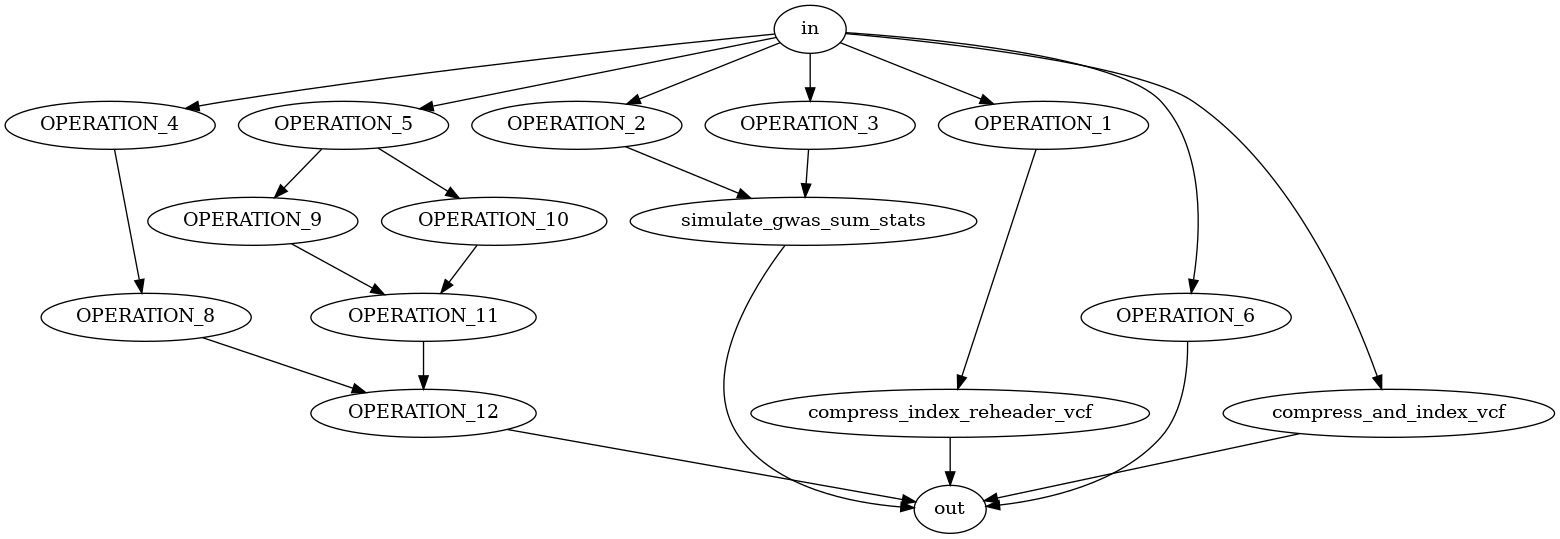 in
OPERATION_4
OPERATION_5
OPERATION_2
OPERATION_3
OPERATION_1
OPERATION_9
OPERATION_10
simulate_gwas_sum_stats
OPERATION_8
OPERATION_11
OPERATION_6
OPERATION_12
compress_index_reheader_vcf
compress_and_index_vcf
out